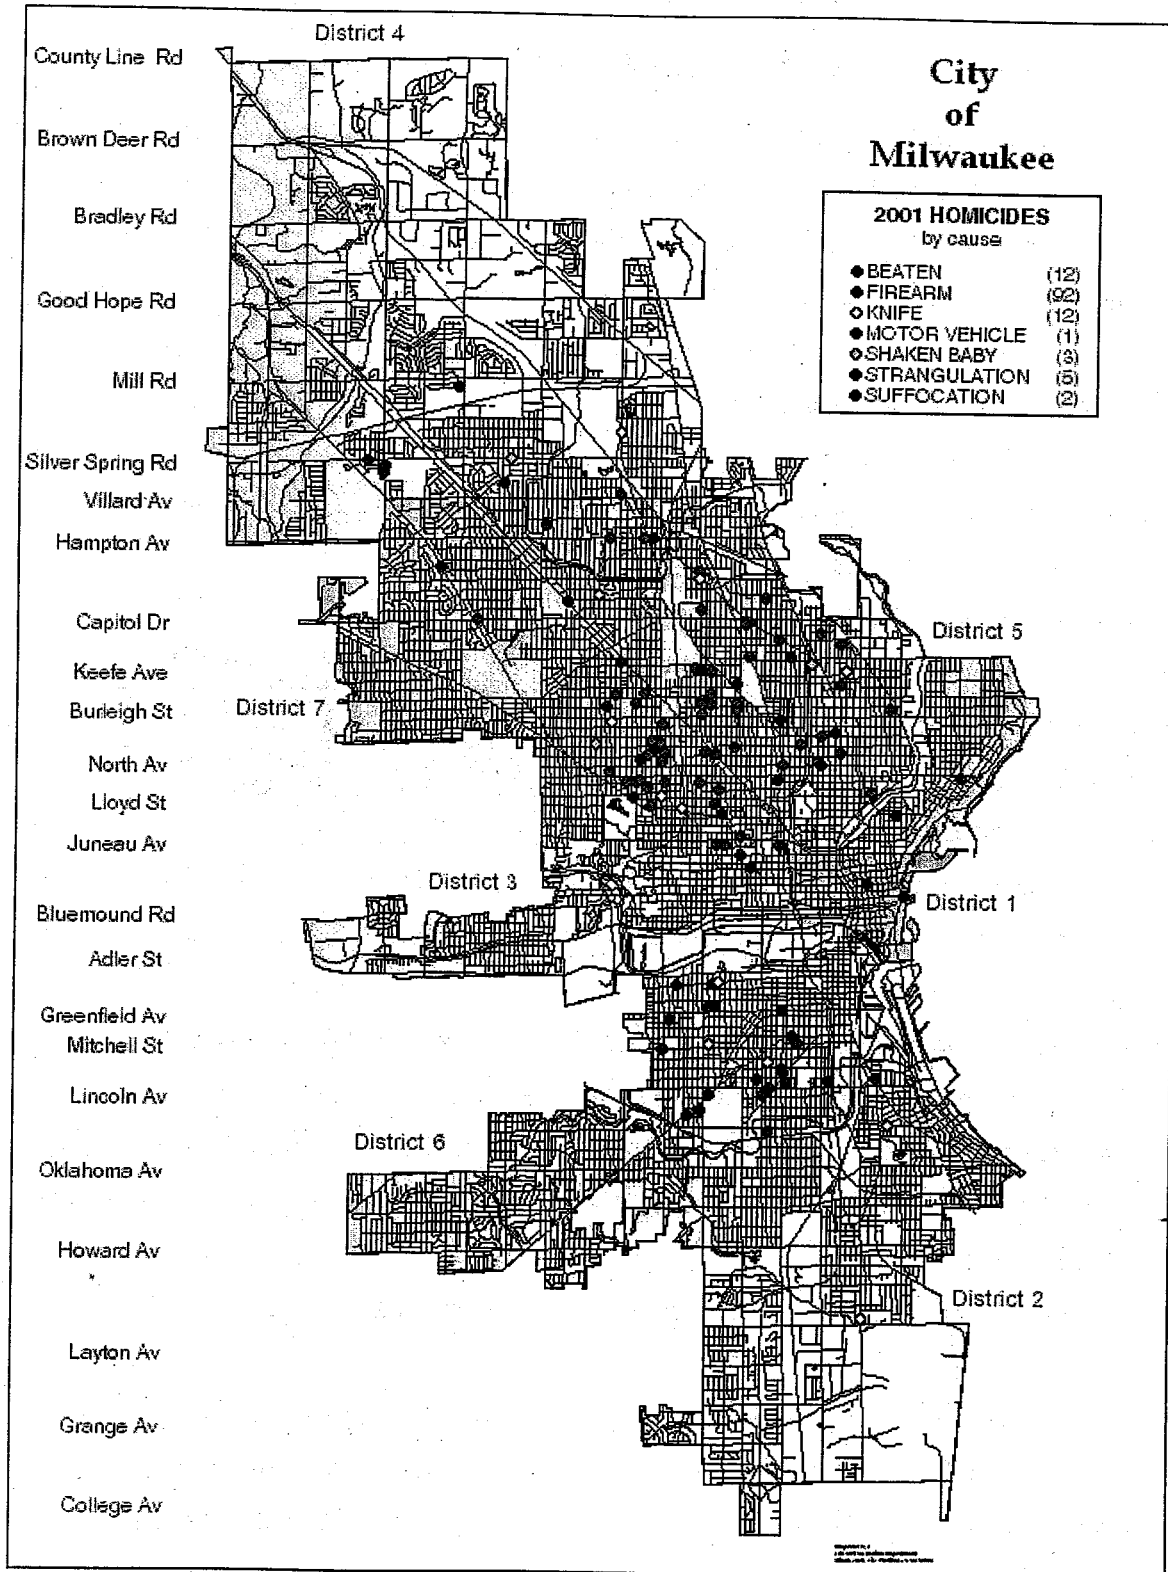 District 4
County Line Rd
City
of
Milwaukee
Brown Deer Rd
Bradley Rd
2001 HOMICIDES
by cause
BEATEN (12)
FIREARM (92)
KNIFE (12)
MOTOR VEHICLE (1)
SHAKEN BABY (3)
STRANGULATION (5)
SUFFOCATION (2)
Good Hope Rd
Mill Rd
Silver Spring Rd
Villard Av
Hampton Av
Capitol Dr
District 5
Keefe Ave
Burleigh St
District 7
North Av
Lloyd St
Juneau Av
District 3
Bluemound Rd
District 1
Adler St
Greenfield Av
Mitchell St
Lincoln Av
District 6
Oklahoma Av
Howard Av
District 2
Layton Av
Grange Av
College Av